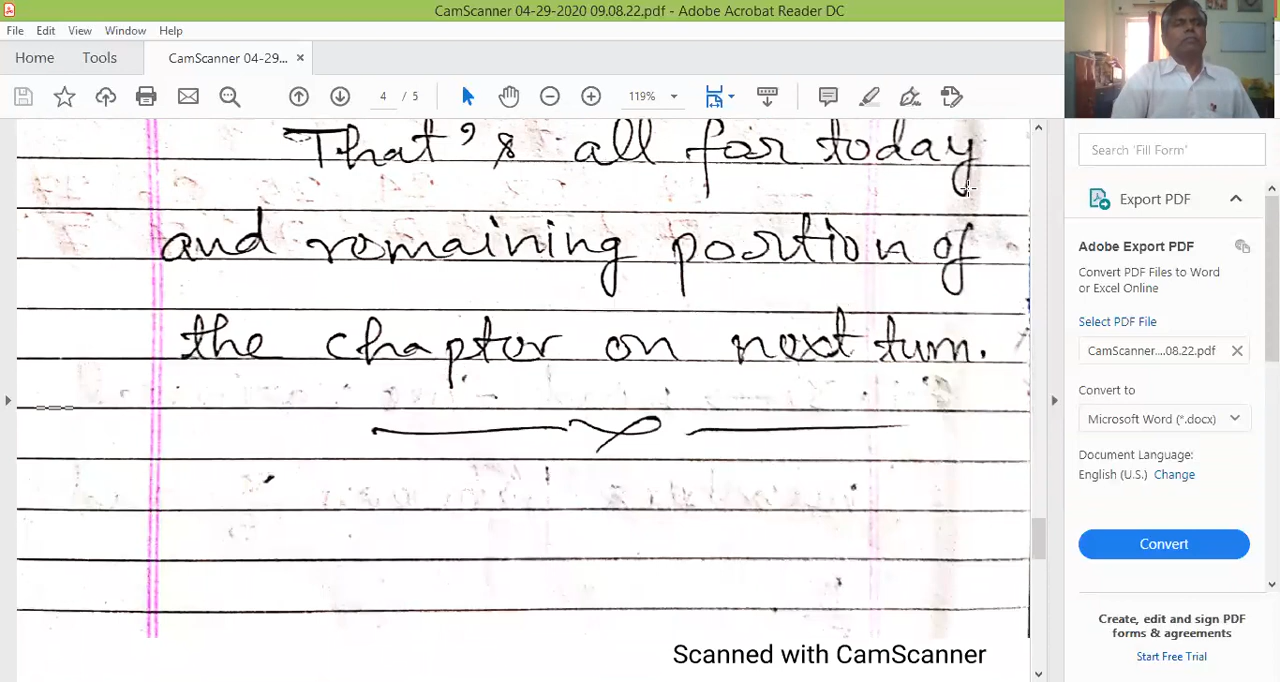 CamScanner 04-29-2020 09.08.22.pdf - Adobe Acrobat Reader DC
File Edit View Window Help
Home Tools CamScanner 04-29... ×
4 / 5 119%
That's all for today
and remaining portion of
the chapter on next turn.
Scanned with CamScanner
Search 'Fill Form'
Export PDF
Adobe Export PDF
Convert PDF Files to Word
or Excel Online
Select PDF File
CamScanner....08.22.pdf
Convert to
Microsoft Word (*.docx)
Document Language:
English (U.S.) Change
Convert
Create, edit and sign PDF
forms & agreements
Start Free Trial